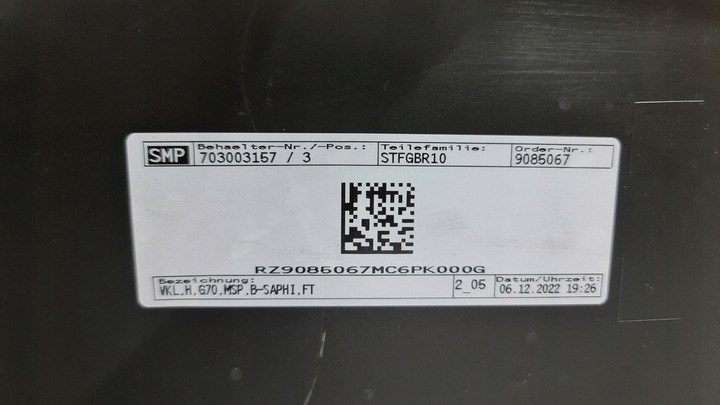 SMP Behaelter-Nr./-Pos.: Teilefamilie: Order-Nr.:
703003157 / 3 STFGBR10 9085067
RZ9085067MC6PK000G
Bezeichnung: 2_05 Datum/Uhrzeit:
VKL,H,G70,MSP,B-SAPHI,FT 06.12.2022 19:26